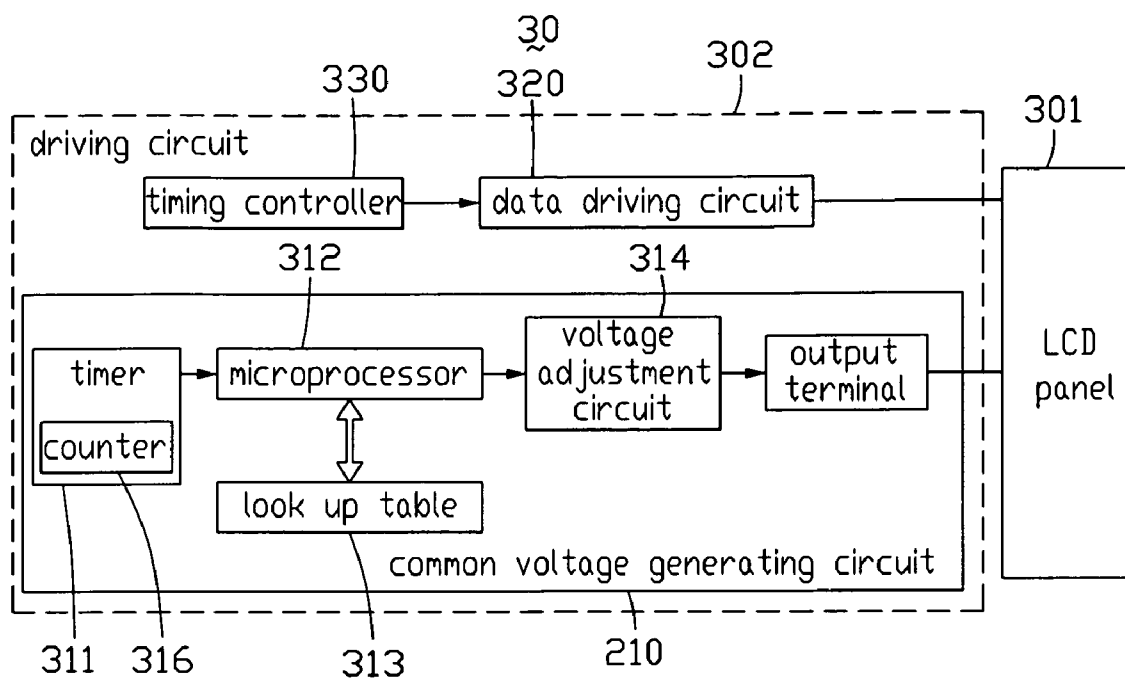 30
330
320
302
301
driving circuit
timing controller
data driving circuit
312
314
timer
microprocessor
voltage
adjustment
circuit
output
terminal
LCD
panel
counter
look up table
common voltage generating circuit
311
316
313
210